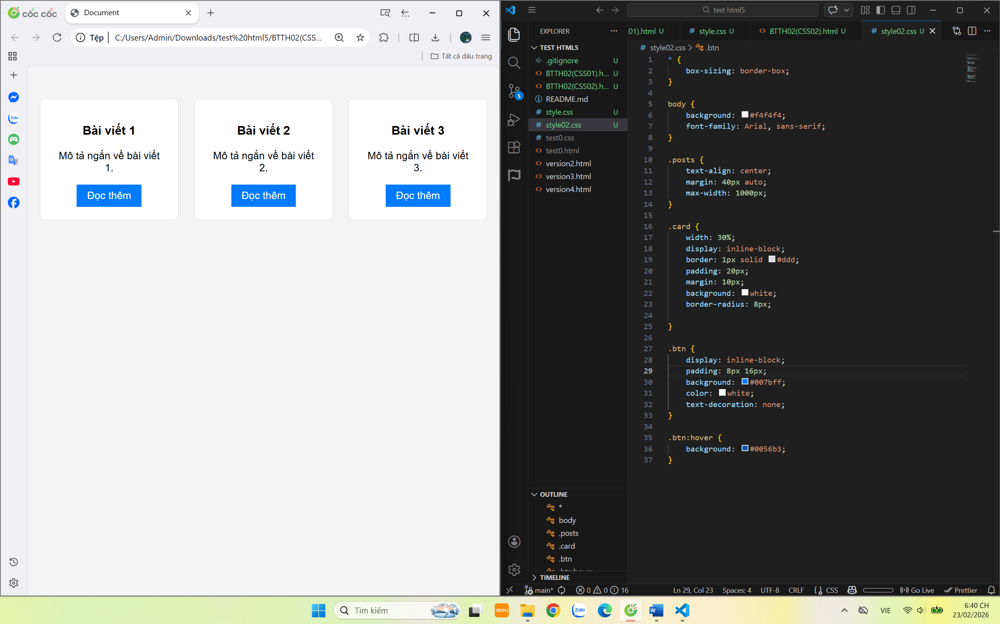 cốc cốc
Document
Tệp
C:/Users/Admin/Downloads/test%20html5/BTTH02(CSS...
Tất cả dấu trang
Zalo
Bài viết 1
Mô tả ngắn về bài viết
1.
Đọc thêm
Bài viết 2
Mô tả ngắn về bài viết
2.
Đọc thêm
Bài viết 3
Mô tả ngắn về bài viết
3.
Đọc thêm
test html5
EXPLORER
01).html U
# style.css U
<> BTTH02(CSS02).html U
# style02.css U
TEST HTML5
.gitignore U
<> BTTH02(CSS01).h... U
<> BTTH02(CSS02).h... U
README.md
# style.css U
# style02.css U
# test0.css
<> test0.html
<> version2.html
<> version3.html
<> version4.html
5
# style02.css > .btn
1 * {
2 box-sizing: border-box;
3 }
4
5 body {
6 background: #f4f4f4;
7 font-family: Arial, sans-serif;
8 }
9
10 .posts {
11 text-align: center;
12 margin: 40px auto;
13 max-width: 1000px;
14 }
15
16 .card {
17 width: 30%;
18 display: inline-block;
19 border: 1px solid #ddd;
20 padding: 20px;
21 margin: 10px;
22 background: white;
23 border-radius: 8px;
24
25 }
26
27 .btn {
28 display: inline-block;
29 padding: 8px 16px;
30 background: #007bff;
31 color: white;
32 text-decoration: none;
33 }
34
35 .btn:hover {
36 background: #0056b3;
37 }
OUTLINE
*
body
.posts
.card
.btn
.btn:hover
TIMELINE
main* 0 0 16
Ln 29, Col 23 Spaces: 4 UTF-8 CRLF {} CSS Go Live Prettier
Tìm kiếm
imou
Zalo
W
VIE
6:40 CH
23/02/2026